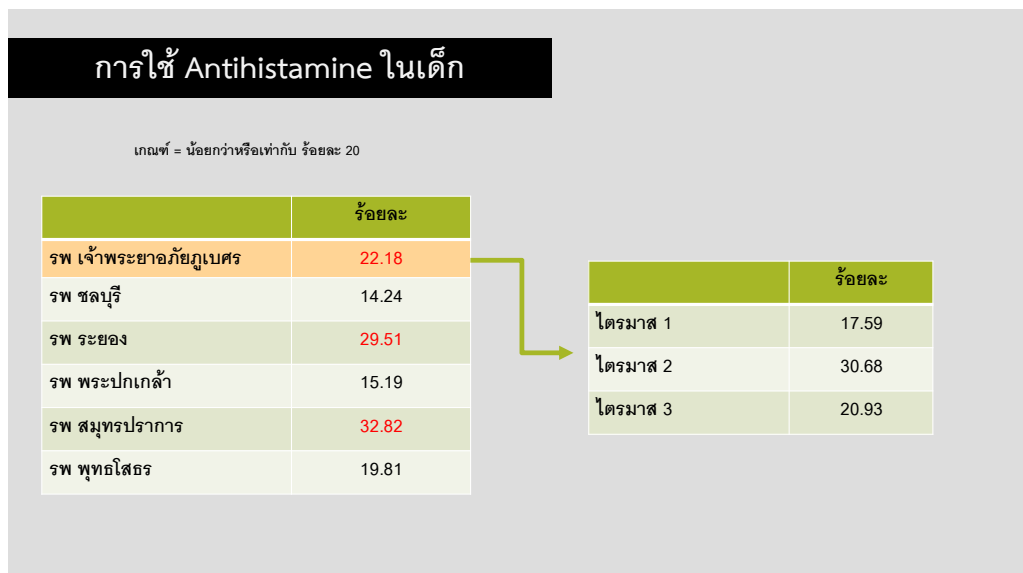 การใช้ Antihistamine ในเด็ก
เกณฑ์ = น้อยกว่าหรือเท่ากับ ร้อยละ 20
ร้อยละ
รพ เจ้าพระยาอภัยภูเบศร 22.18
รพ ชลบุรี 14.24
รพ ระยอง 29.51
รพ พระปกเกล้า 15.19
รพ สมุทรปราการ 32.82
รพ พุทธโสธร 19.81
ร้อยละ
ไตรมาส 1 17.59
ไตรมาส 2 30.68
ไตรมาส 3 20.93